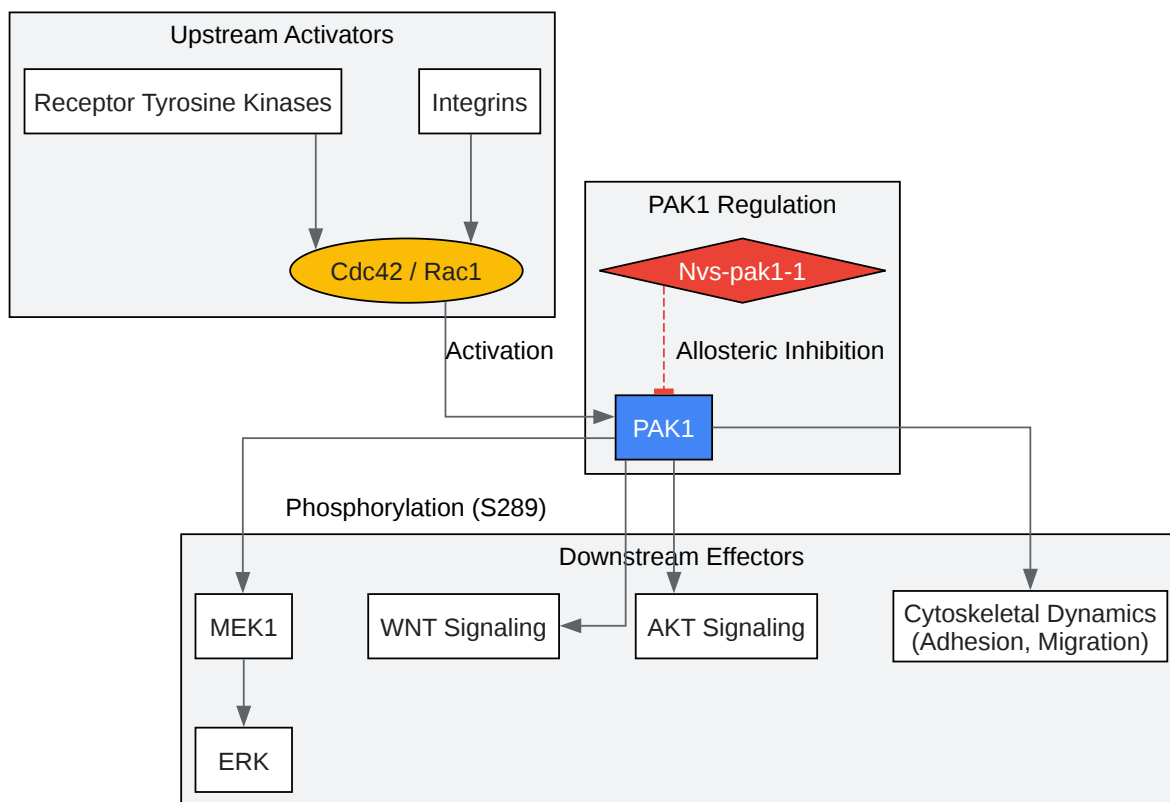 Upstream Activators
Receptor Tyrosine Kinases
Integrins
PAK1 Regulation
Cdc42 / Rac1
Nvs-pak1-1
Activation
Allosteric Inhibition
PAK1
Phosphorylation (S289)
Downstream Effectors
MEK1
WNT Signaling
AKT Signaling
Cytoskeletal Dynamics
(Adhesion, Migration)
ERK